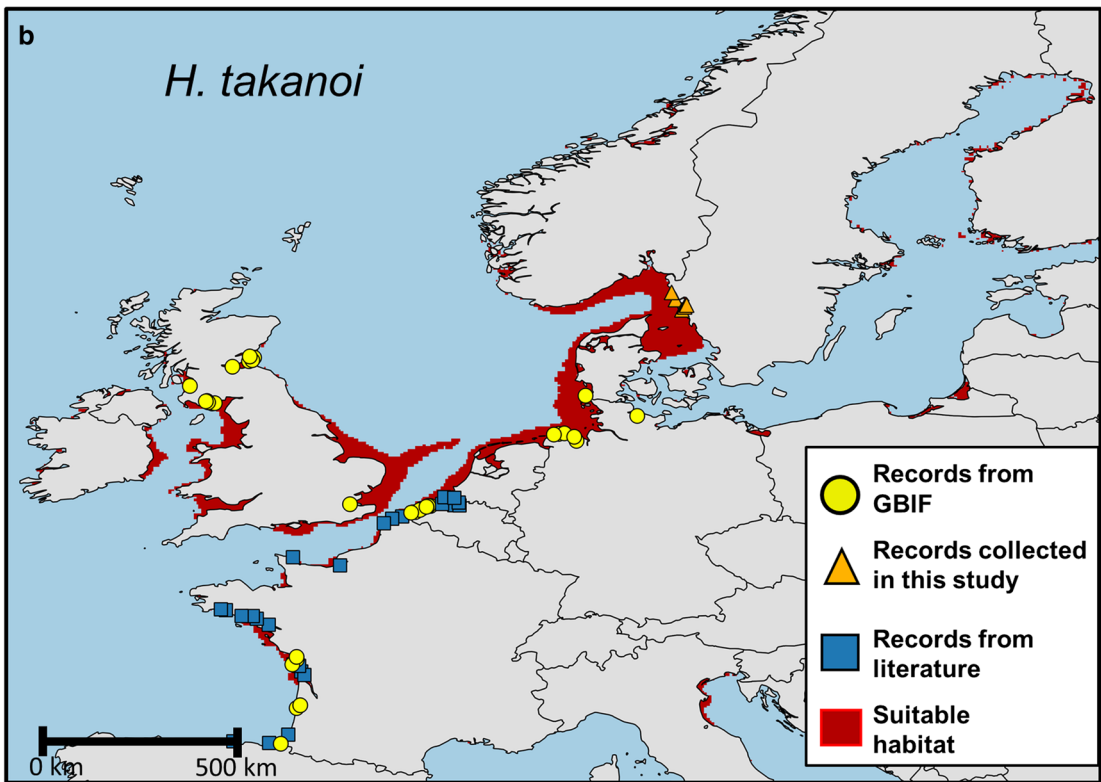 b
H. takanoi
Records from
GBIF
Records collected
in this study
Records from
literature
Suitable
habitat
0 km
500 km